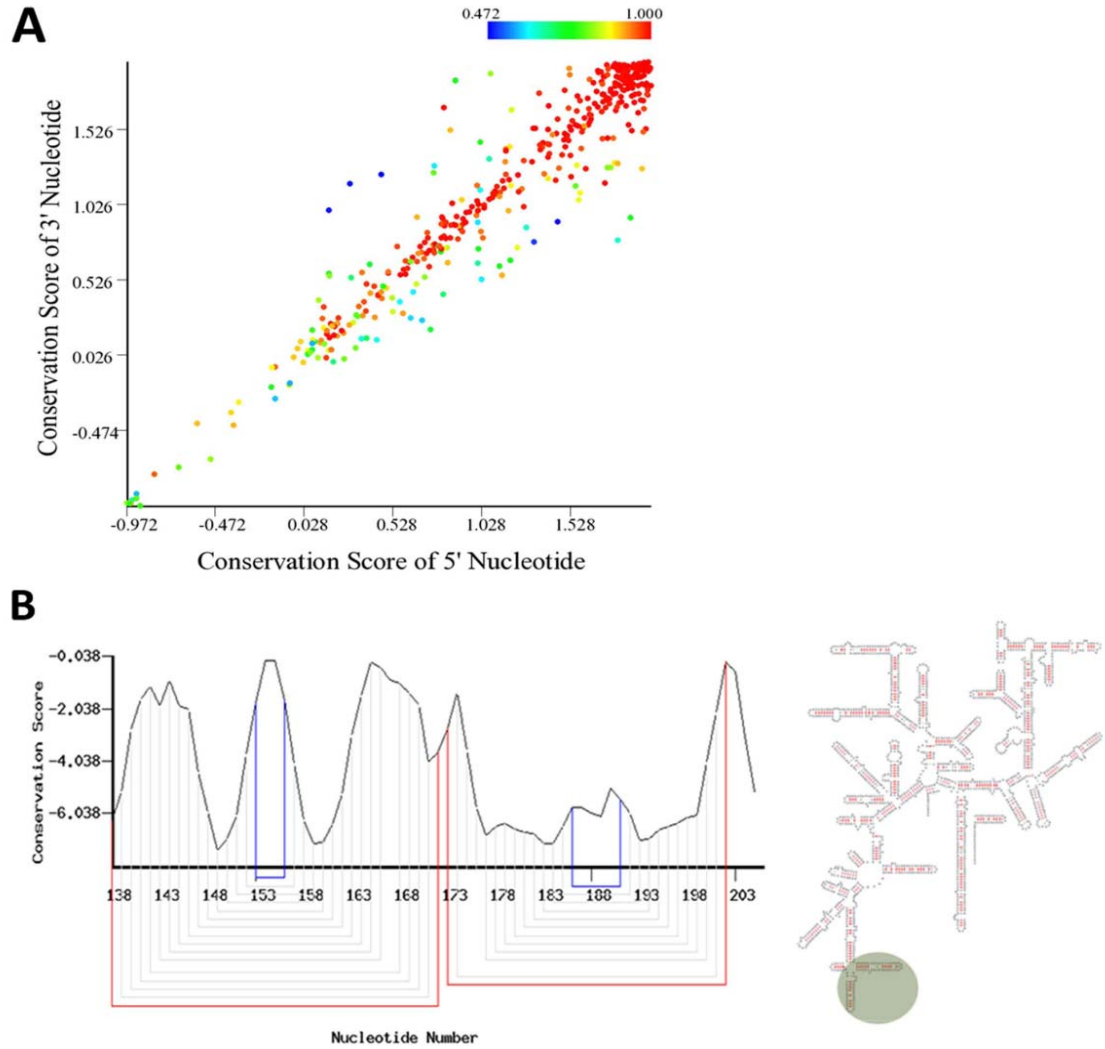 A
0.472 1.000
Conservation Score of 3' Nucleotide
1.526
1.026
0.526
0.026
-0.474
-0.972 -0.472 0.028 0.528 1.028 1.528
Conservation Score of 5' Nucleotide
B
Conservation Score
-0.038
-2.038
-4.038
-6.038
138 143 148 153 158 163 168 173 178 183 188 193 198 203
Nucleotide Number